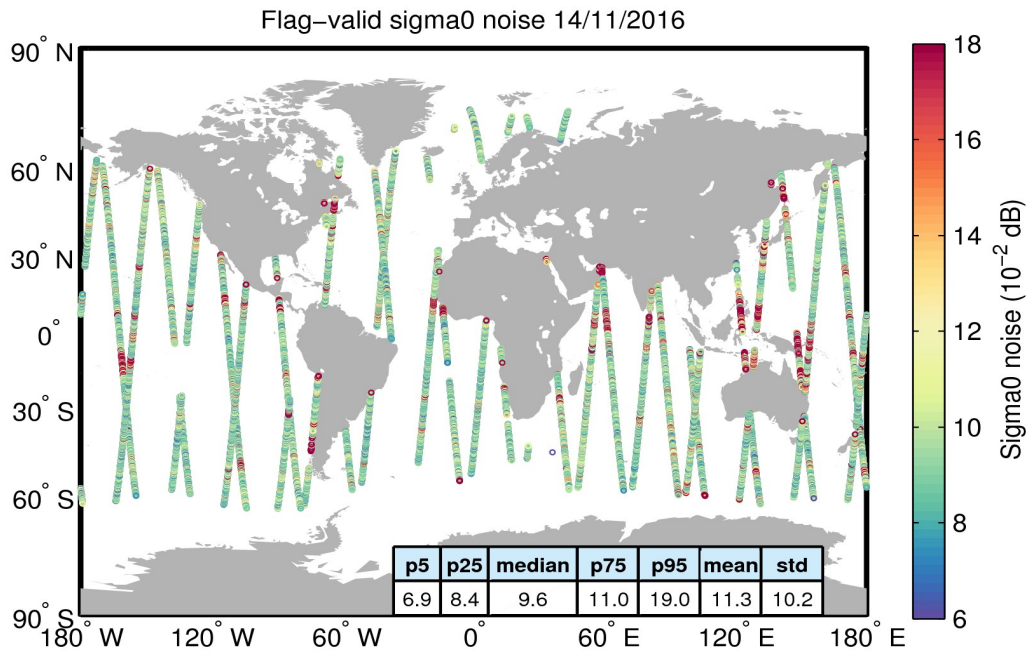 Flag−valid sigma0 noise 14/11/2016
90° N
60° N
30° N
0°
30° S
60° S
90° S
180° W
120° W
60° W
0°
60° E
120° E
180° E
p5 p25 median p75 p95 mean std
6.9 8.4 9.6 11.0 19.0 11.3 10.2
18
16
14
12
10
8
6
Sigma0 noise (10⁻² dB)